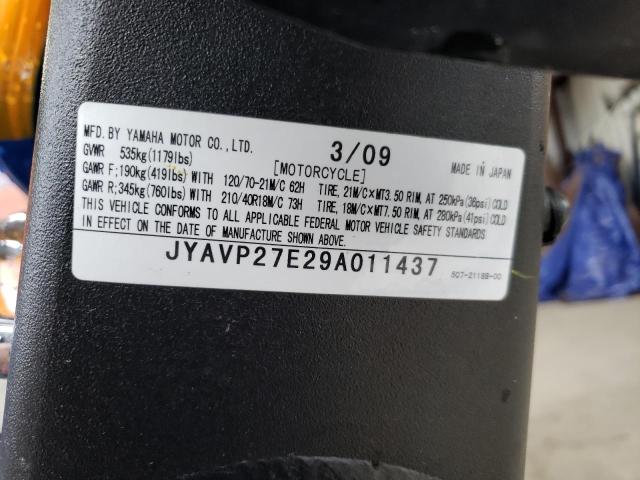 MFD. BY YAMAHA MOTOR CO., LTD. 3/09 MADE IN JAPAN
GVWR 535kg(1179lbs) [MOTORCYCLE]
GAWR F;190kg(419lbs) WITH 120/70-21M/C 62H TIRE, 21M/C×MT3.50 RIM, AT 250kPa(36psi)COLD
GAWR R;345kg(760lbs) WITH 210/40R18M/C 73H TIRE, 18M/C×MT7.50 RIM, AT 280kPa(41psi)COLD
THIS VEHICLE CONFORMS TO ALL APPLICABLE FEDERAL MOTOR VEHICLE SAFETY STANDARDS
IN EFFECT ON THE DATE OF MANUFACTURE SHOWN ABOVE.
JYAVP27E29A011437
5C7-2118B-00